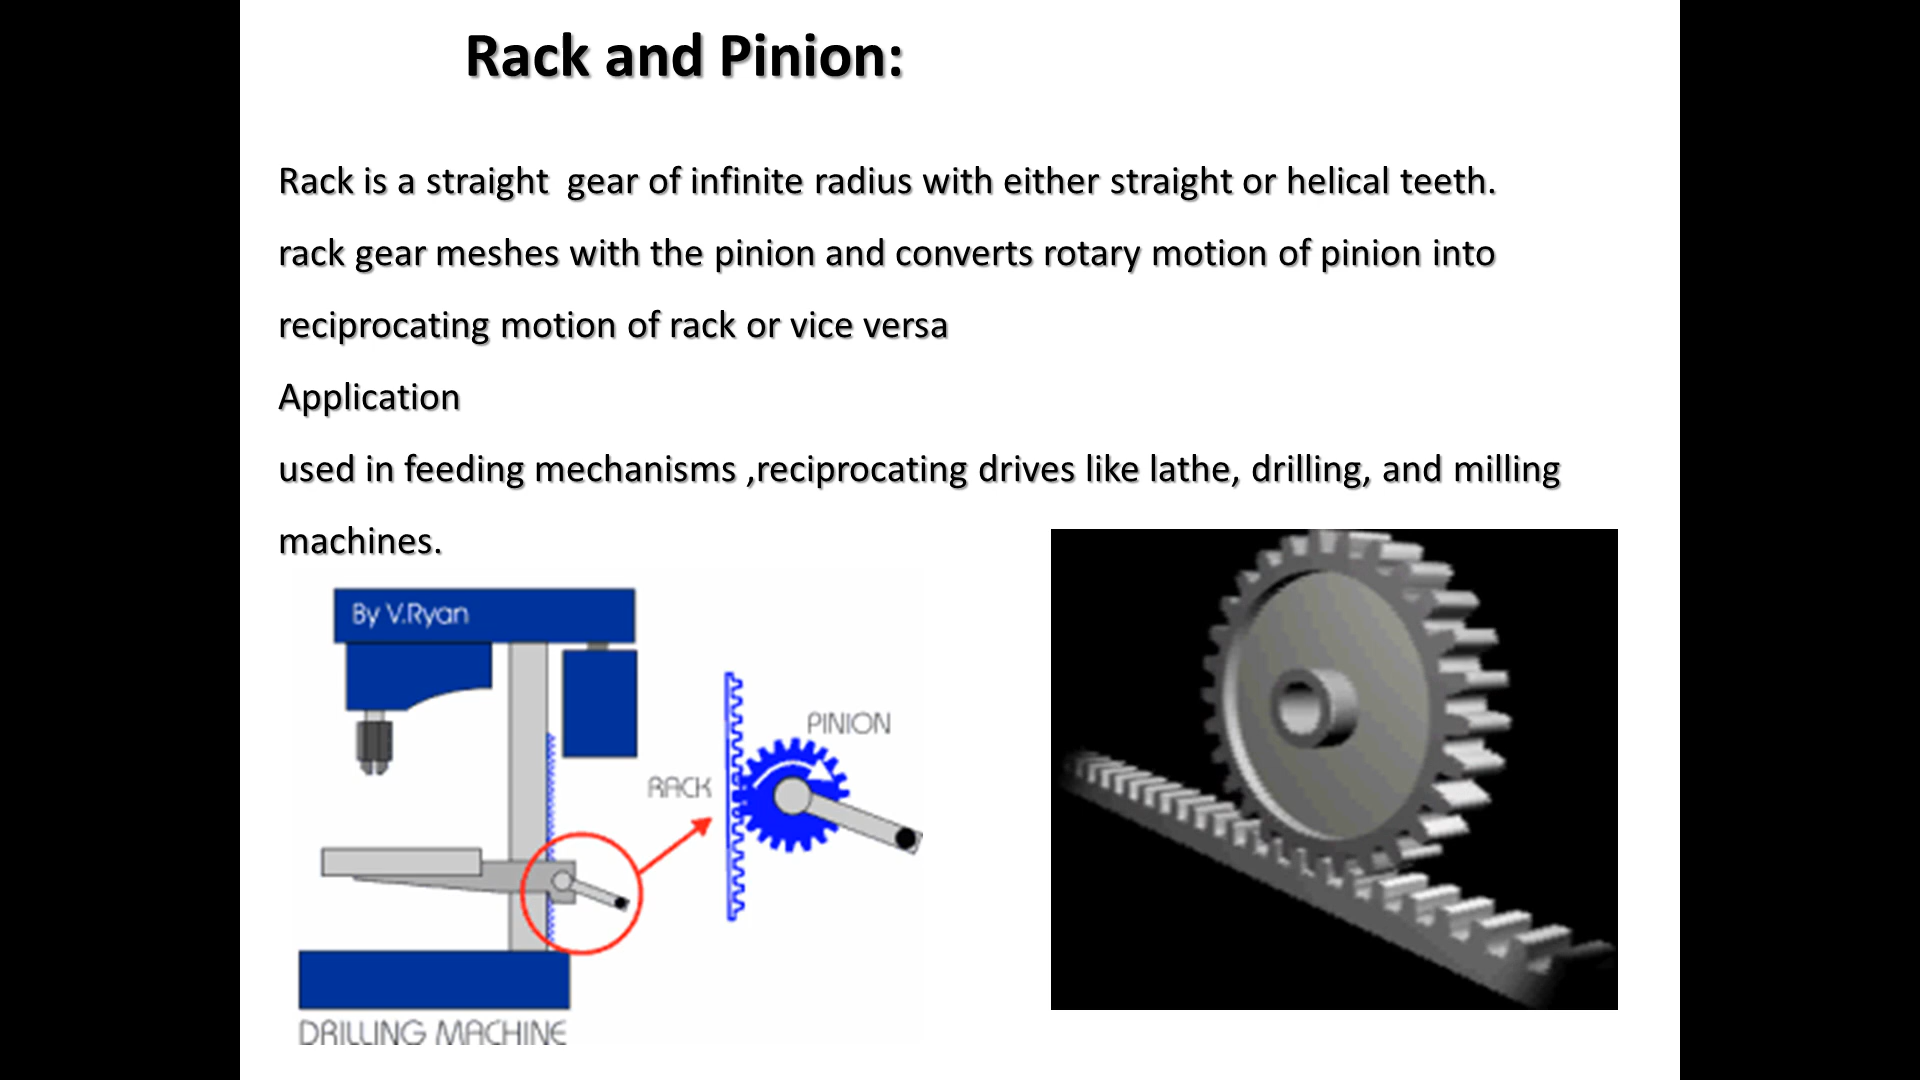 Rack and Pinion:
Rack is a straight  gear of infinite radius with either straight or helical teeth.
rack gear meshes with the pinion and converts rotary motion of pinion into
reciprocating motion of rack or vice versa
Application
used in feeding mechanisms ,reciprocating drives like lathe, drilling, and milling
machines.
By V.Ryan
PINION
RACK
DRILLING MACHINE